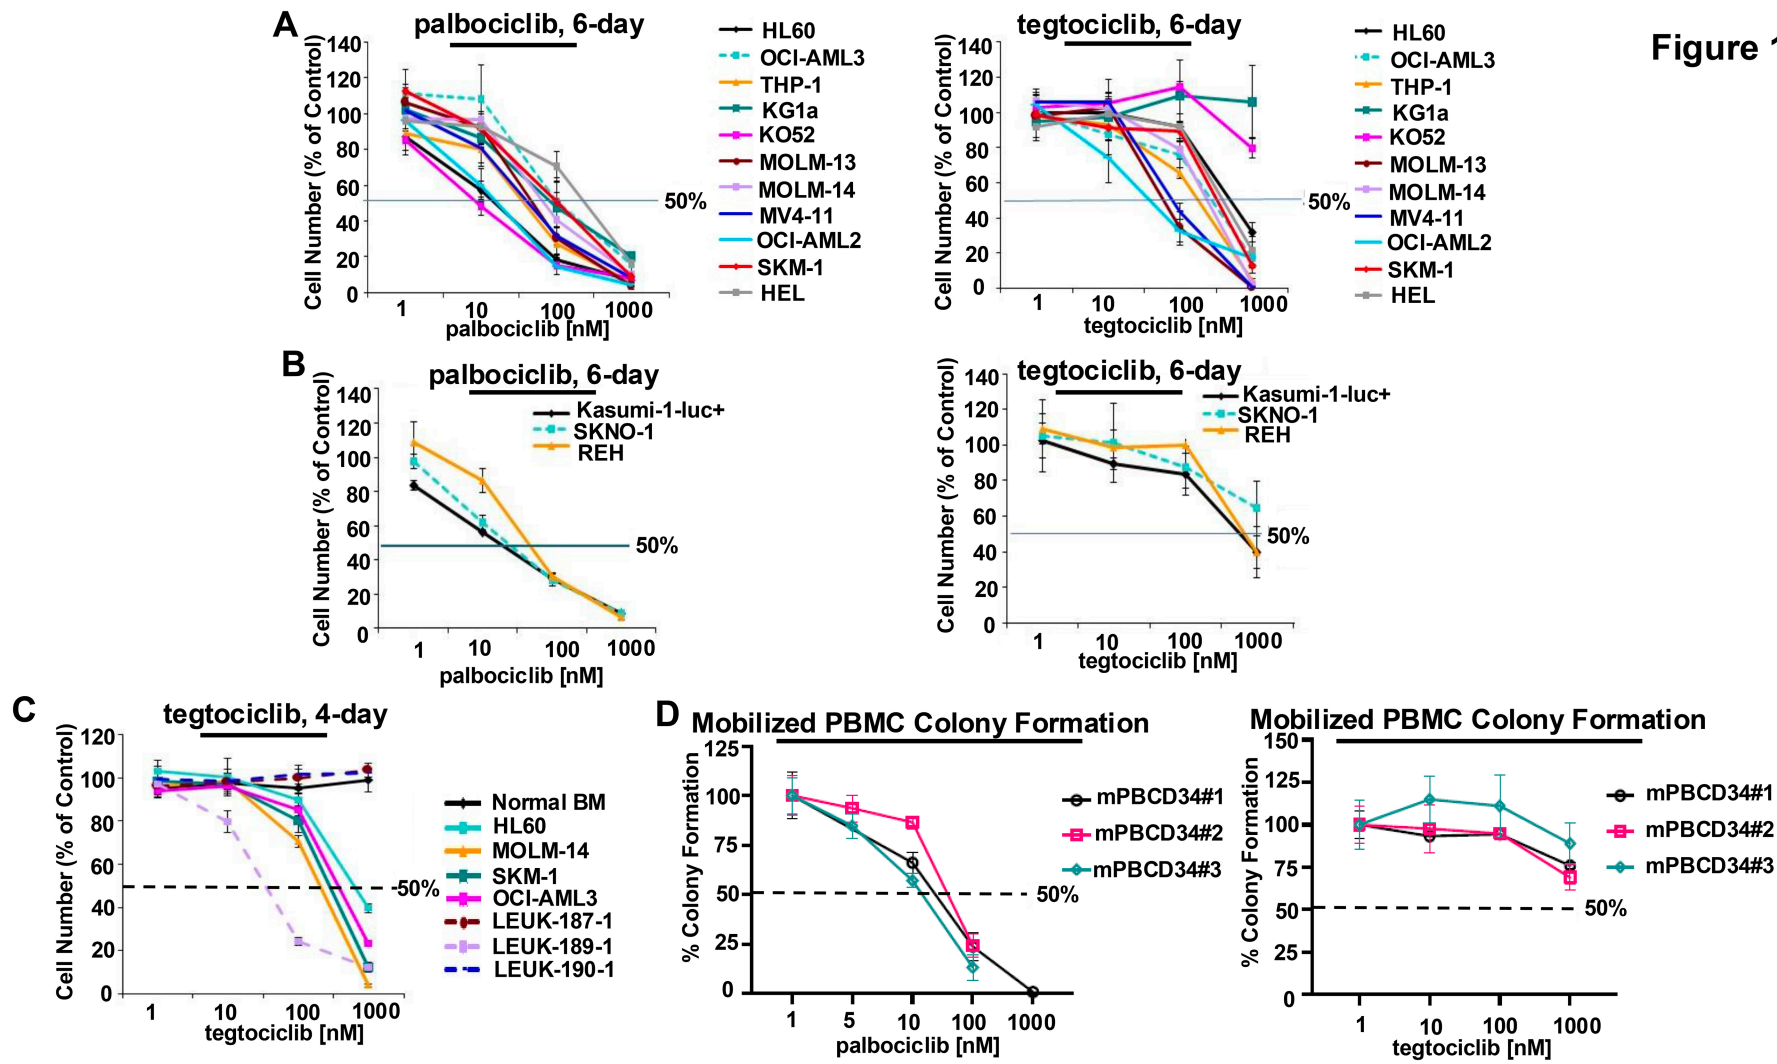 Figure 1
A
palbociclib, 6-day
Cell Number (% of Control)
140
120
100
80
60
40
20
0
1
10
100
1000
palbociclib [nM]
50%
HL60
OCI-AML3
THP-1
KG1a
KO52
MOLM-13
MOLM-14
MV4-11
OCI-AML2
SKM-1
HEL
tegtociclib, 6-day
Cell Number (% of Control)
140
120
100
80
60
40
20
0
1
10
100
1000
tegtociclib [nM]
50%
HL60
OCI-AML3
THP-1
KG1a
KO52
MOLM-13
MOLM-14
MV4-11
OCI-AML2
SKM-1
HEL
B
palbociclib, 6-day
Cell Number (% of Control)
140
120
100
80
60
40
20
0
1
10
100
1000
palbociclib [nM]
50%
Kasumi-1-luc+
SKNO-1
REH
tegtociclib, 6-day
Cell Number (% of Control)
140
120
100
80
60
40
20
0
1
10
100
1000
tegtociclib [nM]
50%
Kasumi-1-luc+
SKNO-1
REH
C
tegtociclib, 4-day
Cell Number (% of Control)
120
100
80
60
40
20
0
1
10
100
1000
tegtociclib [nM]
50%
Normal BM
HL60
MOLM-14
SKM-1
OCI-AML3
LEUK-187-1
LEUK-189-1
LEUK-190-1
D
Mobilized PBMC Colony Formation
% Colony Formation
125
100
75
50
25
0
1
5
10
100
1000
palbociclib [nM]
50%
mPBCD34#1
mPBCD34#2
mPBCD34#3
Mobilized PBMC Colony Formation
% Colony Formation
150
125
100
75
50
25
0
1
10
100
1000
tegtociclib [nM]
50%
mPBCD34#1
mPBCD34#2
mPBCD34#3